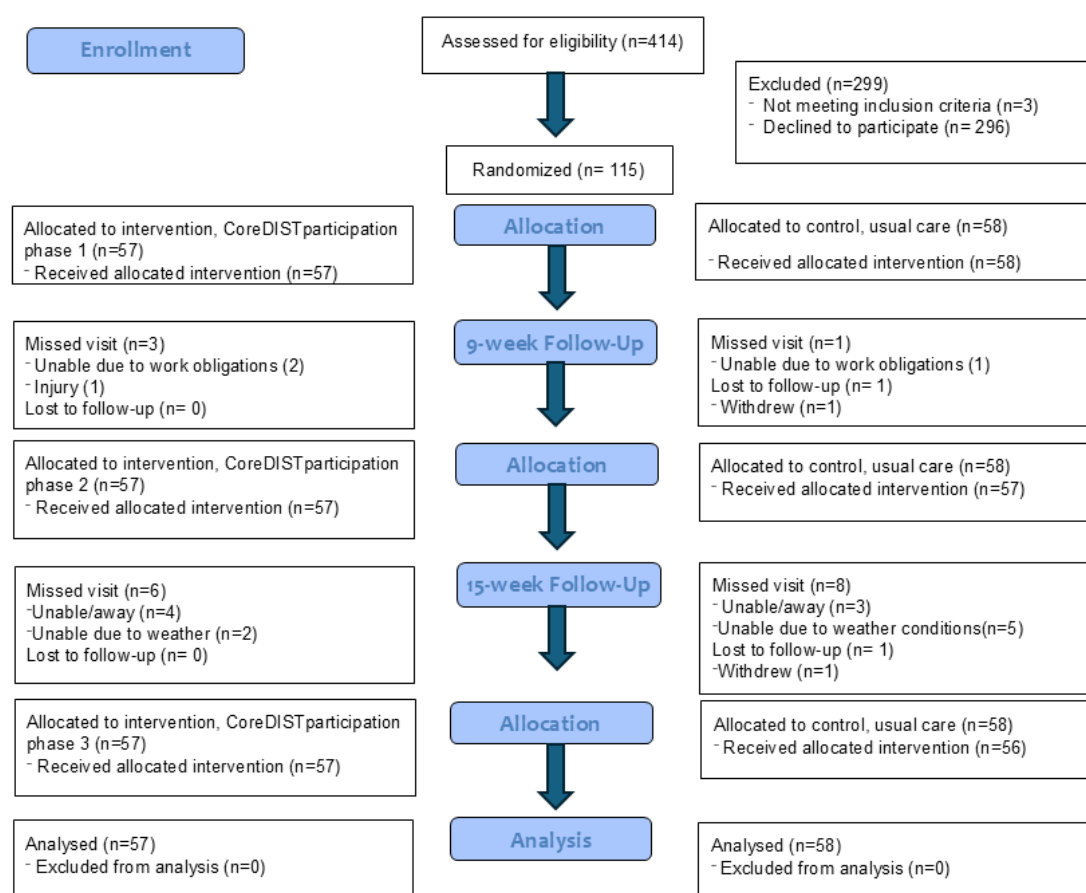 Enrollment
Assessed for eligibility (n=414)
Excluded (n=299)
- Not meeting inclusion criteria (n=3)
- Declined to participate (n= 296)
Randomized (n= 115)
Allocated to intervention, CoreDISTparticipation
phase 1 (n=57)
- Received allocated intervention (n=57)
Allocation
Allocated to control, usual care (n=58)
- Received allocated intervention (n=58)
Missed visit (n=3)
- Unable due to work obligations (2)
- Injury (1)
Lost to follow-up (n= 0)
9-week Follow-Up
Missed visit (n=1)
- Unable due to work obligations (1)
Lost to follow-up (n= 1)
- Withdrew (n=1)
Allocated to intervention, CoreDISTparticipation
phase 2 (n=57)
- Received allocated intervention (n=57)
Allocation
Allocated to control, usual care (n=58)
- Received allocated intervention (n=57)
Missed visit (n=6)
-Unable/away (n=4)
-Unable due to weather (n=2)
Lost to follow-up (n= 0)
15-week Follow-Up
Missed visit (n=8)
- Unable/away (n=3)
-Unable due to weather conditions(n=5)
Lost to follow-up (n= 1)
-Withdrew (n=1)
Allocated to intervention, CoreDISTparticipation
phase 3 (n=57)
- Received allocated intervention (n=57)
Allocation
Allocated to control, usual care (n=58)
- Received allocated intervention (n=56)
Analysed (n=57)
- Excluded from analysis (n=0)
Analysis
Analysed (n=58)
- Excluded from analysis (n=0)